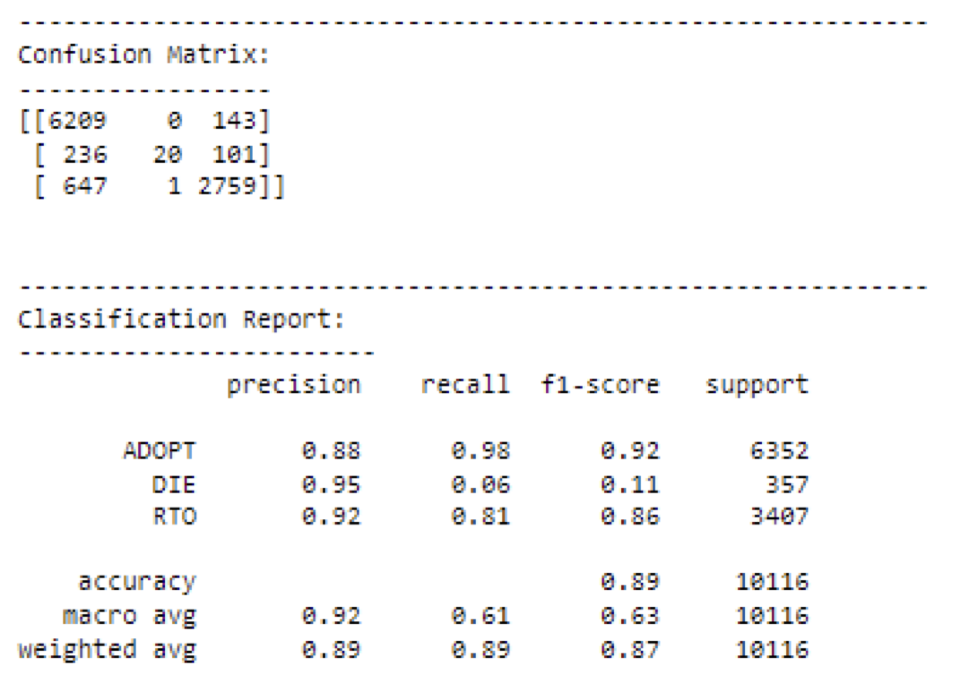 --------------------------------------------------------------
Confusion Matrix:
-----------------
[[6209    0  143]
 [ 236   20  101]
 [ 647    1 2759]]
--------------------------------------------------------------
Classification Report:
------------------------
              precision    recall  f1-score   support
       ADOPT       0.88      0.98      0.92      6352
         DIE       0.95      0.06      0.11       357
         RTO       0.92      0.81      0.86      3407
    accuracy                           0.89     10116
   macro avg       0.92      0.61      0.63     10116
weighted avg       0.89      0.89      0.87     10116